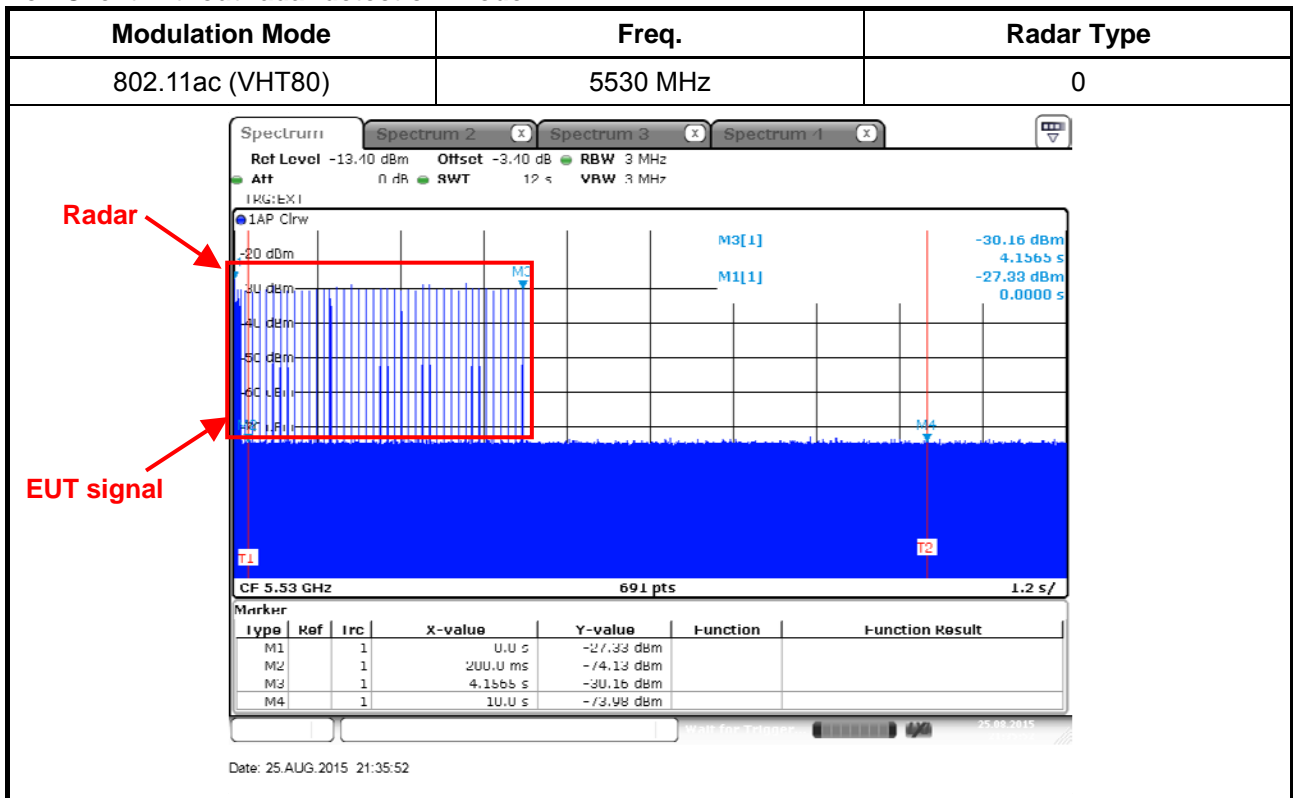 Modulation Mode Freq. Radar Type
802.11ac (VHT80) 5530 MHz 0
Spectrum Spectrum 2 X Spectrum 3 X Spectrum 4 X
Ref Level -13.40 dBm Offset -3.40 dB RBW 3 MHz
Att 0 dB SWT 12 s VBW 3 MHz
TRG:EXT
1AP Clrw
Radar
M3[1] -30.16 dBm
4.1565 s
M1[1] -27.33 dBm
0.0000 s
-20 dBm
M3
-30 dBm
-40 dBm
-50 dBm
-60 dBm
M4
EUT signal
T1
T2
CF 5.53 GHz 691 pts 1.2 s/
Marker
Type Ref Trc X-value Y-value Function Function Result
M1 1 0.0 s -27.33 dBm
M2 1 200.0 ms -74.13 dBm
M3 1 4.1565 s -30.16 dBm
M4 1 10.0 s -73.98 dBm
Wait for Trigger 25.08.2015
Date: 25.AUG.2015 21:35:52